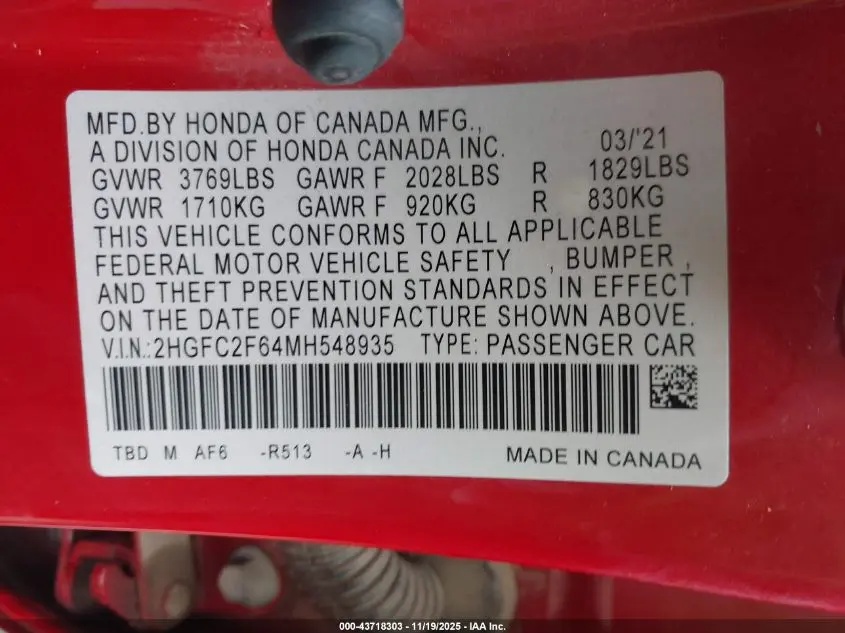 MFD.BY HONDA OF CANADA MFG.,
A DIVISION OF HONDA CANADA INC. 03/'21
GVWR 3769LBS GAWR F 2028LBS R 1829LBS
GVWR 1710KG GAWR F 920KG R 830KG
THIS VEHICLE CONFORMS TO ALL APPLICABLE
FEDERAL MOTOR VEHICLE SAFETY , BUMPER ,
AND THEFT PREVENTION STANDARDS IN EFFECT
ON THE DATE OF MANUFACTURE SHOWN ABOVE.
V.I.N.:2HGFC2F64MH548935 TYPE: PASSENGER CAR
TBD M AF6 -R513 -A -H MADE IN CANADA
000-43718303 - 11/19/2025 - IAA Inc.